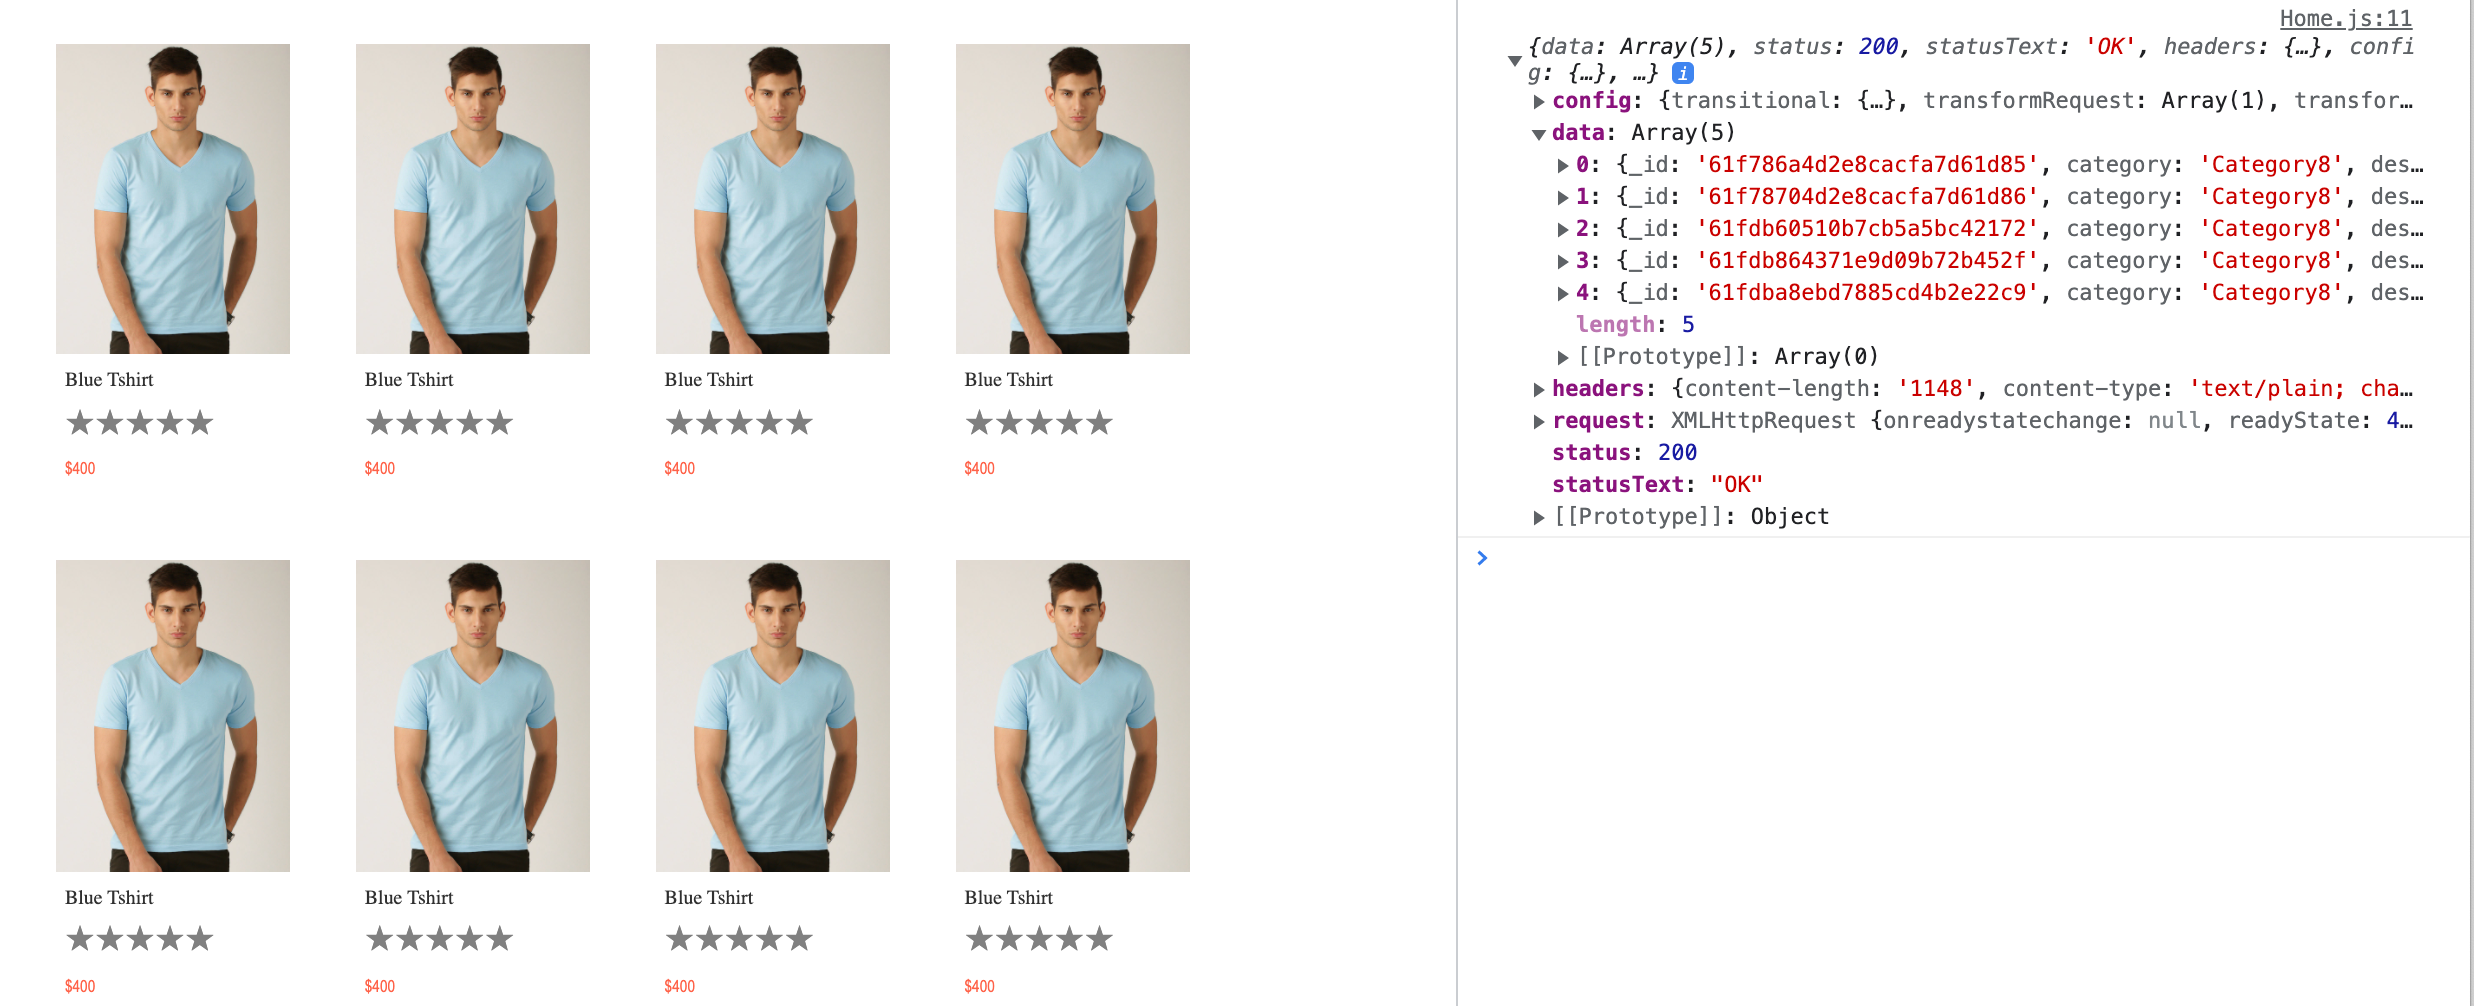 Blue Tshirt Blue Tshirt Blue Tshirt Blue Tshirt
★★★★★ ★★★★★ ★★★★★ ★★★★★
$400 $400 $400 $400
Blue Tshirt Blue Tshirt Blue Tshirt Blue Tshirt
★★★★★ ★★★★★ ★★★★★ ★★★★★
$400 $400 $400 $400
Home.js:11
▼ {data: Array(5), status: 200, statusText: 'OK', headers: {…}, confi
g: {…}, …} i
▶ config: {transitional: {…}, transformRequest: Array(1), transfor…
▼ data: Array(5)
▶ 0: {_id: '61f786a4d2e8cacfa7d61d85', category: 'Category8', des…
▶ 1: {_id: '61f78704d2e8cacfa7d61d86', category: 'Category8', des…
▶ 2: {_id: '61fdb60510b7cb5a5bc42172', category: 'Category8', des…
▶ 3: {_id: '61fdb864371e9d09b72b452f', category: 'Category8', des…
▶ 4: {_id: '61fdba8ebd7885cd4b2e22c9', category: 'Category8', des…
length: 5
▶ [[Prototype]]: Array(0)
▶ headers: {content-length: '1148', content-type: 'text/plain; cha…
▶ request: XMLHttpRequest {onreadystatechange: null, readyState: 4…
status: 200
statusText: "OK"
▶ [[Prototype]]: Object
>